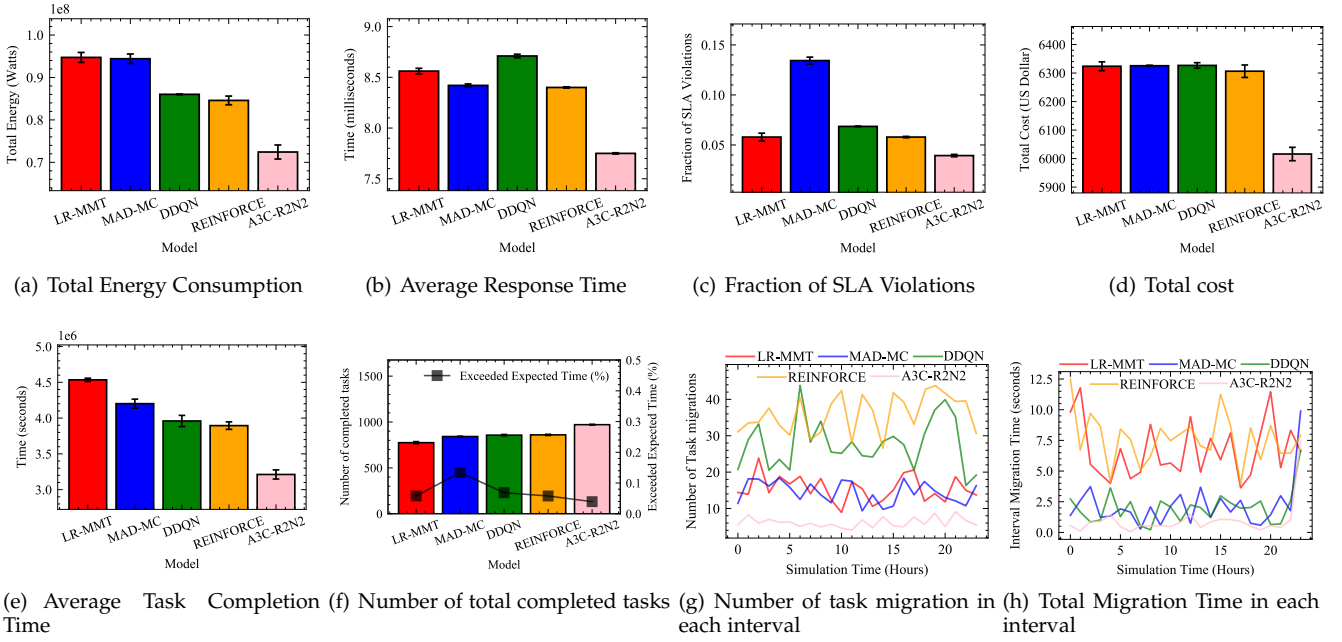 1e8
1.0
0.9
0.8
0.7
Total Energy (Watts)
LR-MMT
MAD-MC
DDQN
REINFORCE
A3C-R2N2
Model
(a) Total Energy Consumption
8.5
8.0
7.5
Time (milliseconds)
LR-MMT
MAD-MC
DDQN
REINFORCE
A3C-R2N2
Model
(b) Average Response Time
0.15
0.10
0.05
Fraction of SLA Violations
LR-MMT
MAD-MC
DDQN
REINFORCE
A3C-R2N2
Model
(c) Fraction of SLA Violations
6400
6300
6200
6100
6000
5900
Total Cost (US Dollar)
LR-MMT
MAD-MC
DDQN
REINFORCE
A3C-R2N2
Model
(d) Total cost
1e6
5.0
4.5
4.0
3.5
3.0
Time (seconds)
LR-MMT
MAD-MC
DDQN
REINFORCE
A3C-R2N2
Model
(e) Average Task Completion
Time
1500
1000
500
0
Number of completed tasks
Exceeded Expected Time (%)
0.5
0.4
0.3
0.2
0.1
0.0
Exceeded Expected Time (%)
LR-MMT
MAD-MC
DDQN
REINFORCE
A3C-R2N2
Model
(f) Number of total completed tasks
LR-MMT MAD-MC DDQN
REINFORCE A3C-R2N2
40
30
20
10
Number of Task migrations
0 5 10 15 20
Simulation Time (Hours)
(g) Number of task migration in
each interval
LR-MMT MAD-MC DDQN
REINFORCE A3C-R2N2
12.5
10.0
7.5
5.0
2.5
0.0
Interval Migration Time (seconds)
0 5 10 15 20
Simulation Time (Hours)
(h) Total Migration Time in each
interval